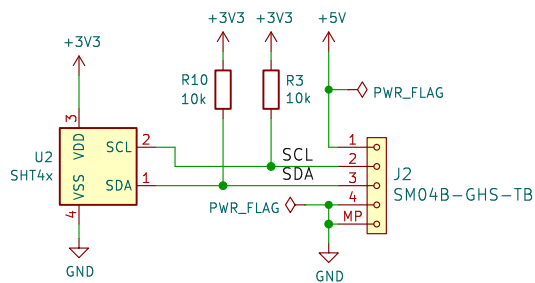 +3V3 +3V3 +5V
+3V3
R10 R3
10k 10k
PWR_FLAG
3
VDD
U2
SHT4x
SCL 2
SDA 1
VSS
4
GND
SCL
SDA
PWR_FLAG
1
2
3
4
MP
J2
SM04B-GHS-TB
GND